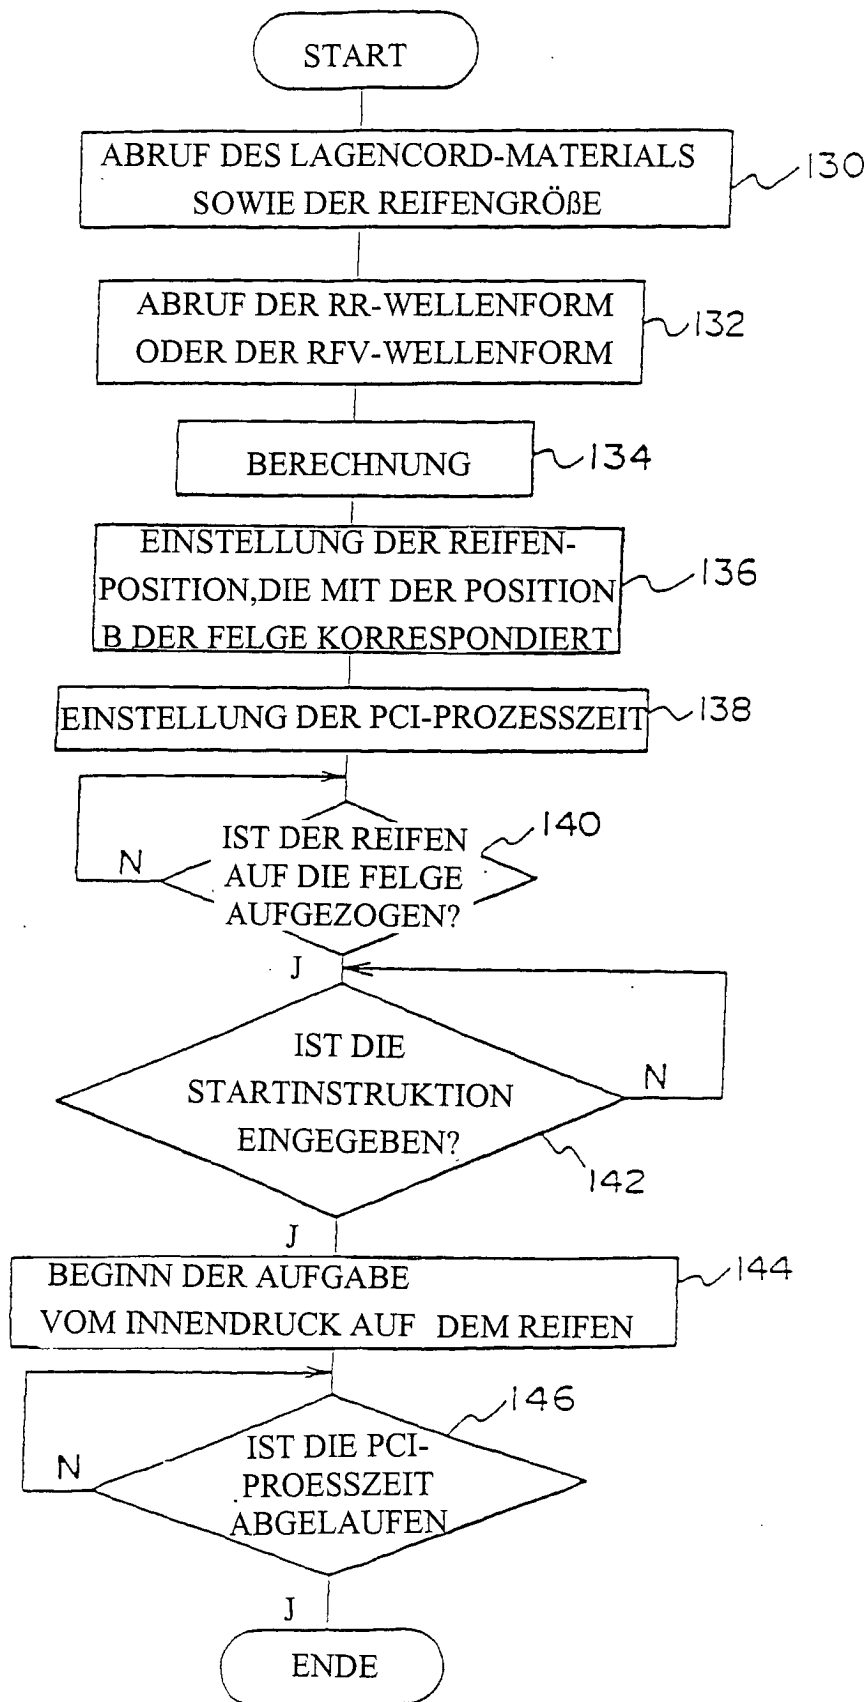 START
ABRUF DES LAGENCORD-MATERIALS
SOWIE DER REIFENGRÖßE
130
ABRUF DER RR-WELLENFORM
ODER DER RFV-WELLENFORM
132
BERECHNUNG
134
EINSTELLUNG DER REIFEN-
POSITION,DIE MIT DER POSITION
B DER FELGE KORRESPONDIERT
136
EINSTELLUNG DER PCI-PROZESSZEIT
138
IST DER REIFEN
AUF DIE FELGE
AUFGEZOGEN?
140
N
J
IST DIE
STARTINSTRUKTION
EINGEGEBEN?
N
142
J
BEGINN DER AUFGABE
VOM INNENDRUCK AUF DEM REIFEN
144
IST DIE PCI-
PROESSZEIT
ABGELAUFEN
146
N
J
ENDE